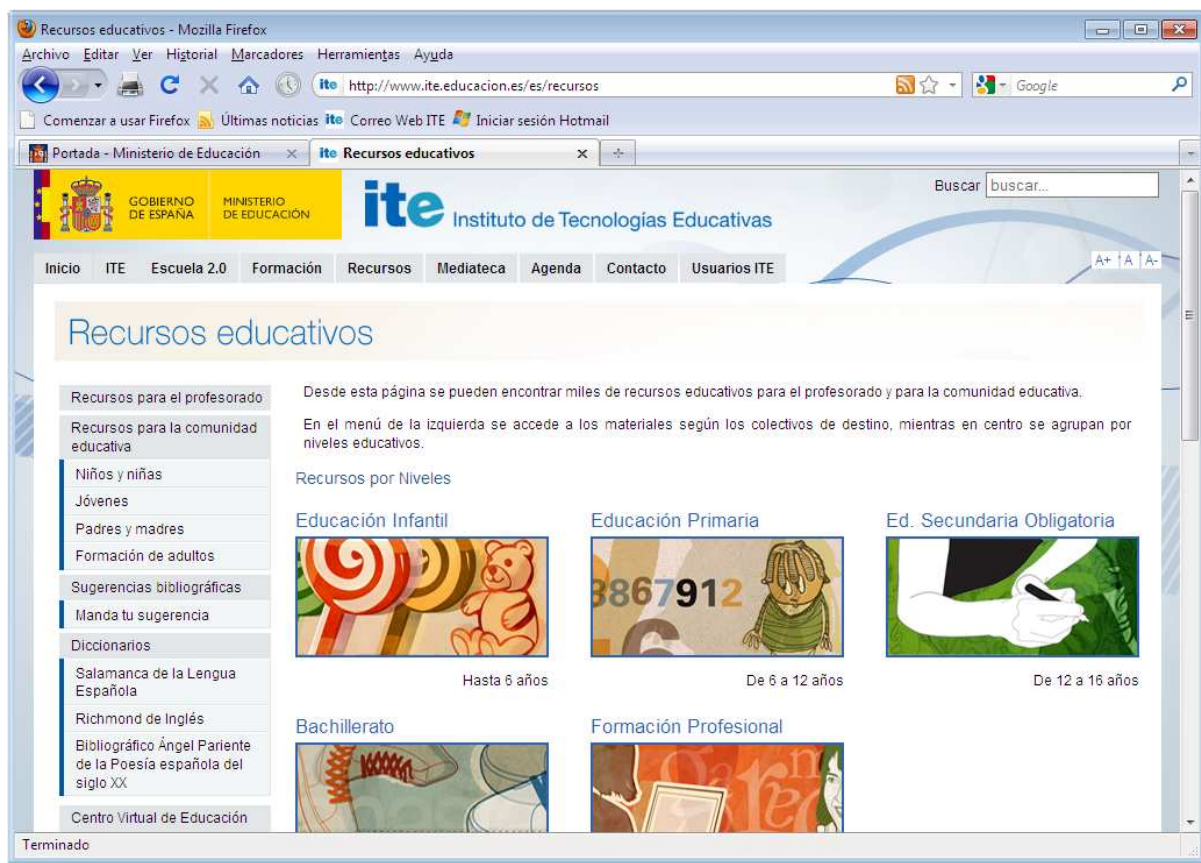 Recursos educativos - Mozilla Firefox
Archivo Editar Ver Historial Marcadores Herramientas Ayuda
ite http://www.ite.educacion.es/es/recursos Google
Comenzar a usar Firefox Últimas noticias ite Correo Web ITE Iniciar sesión Hotmail
Portada - Ministerio de Educación ite Recursos educativos
GOBIERNO
DE ESPAÑA
MINISTERIO
DE EDUCACIÓN
ite Instituto de Tecnologías Educativas
Buscar buscar...
Inicio ITE Escuela 2.0 Formación Recursos Mediateca Agenda Contacto Usuarios ITE
A+ A A-
Recursos educativos
Recursos para el profesorado
Recursos para la comunidad
educativa
Niños y niñas
Jóvenes
Padres y madres
Formación de adultos
Sugerencias bibliográficas
Manda tu sugerencia
Diccionarios
Salamanca de la Lengua
Española
Richmond de Inglés
Bibliográfico Ángel Pariente
de la Poesía española del
siglo XX
Centro Virtual de Educación
Desde esta página se pueden encontrar miles de recursos educativos para el profesorado y para la comunidad educativa.
En el menú de la izquierda se accede a los materiales según los colectivos de destino, mientras en centro se agrupan por
niveles educativos.
Recursos por Niveles
Educación Infantil
Hasta 6 años
Educación Primaria
3867912
6
De 6 a 12 años
Ed. Secundaria Obligatoria
De 12 a 16 años
Bachillerato
Formación Profesional
Terminado